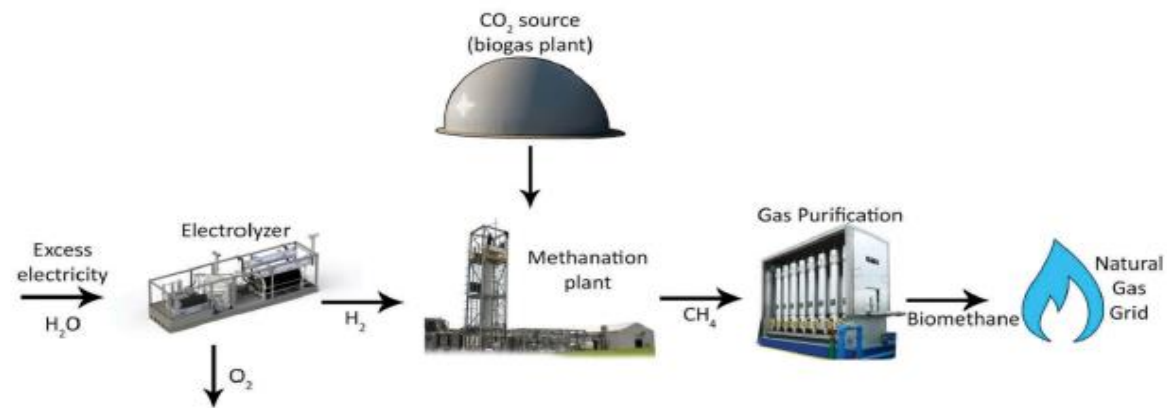 CO₂ source
(biogas plant)
Electrolyzer
Excess
electricity
H₂O
O₂
H₂
Methanation
plant
CH₄
Gas Purification
Biomethane
Natural
Gas
Grid